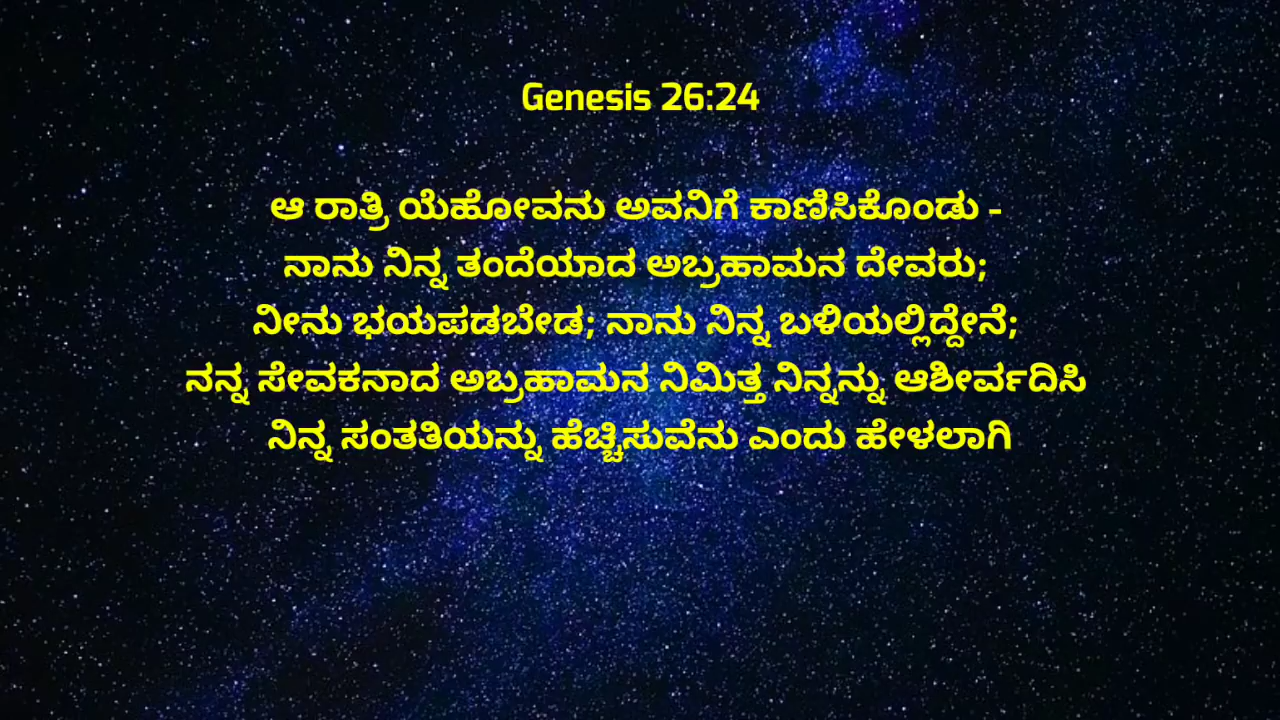 Genesis 26:24
ಆ ರಾತ್ರಿ ಯೆಹೋವನು ಅವನಿಗೆ ಕಾಣಿಸಿಕೊಂಡು -
ನಾನು ನಿನ್ನ ತಂದೆಯಾದ ಅಬ್ರಹಾಮನ ದೇವರು;
ನೀನು ಭಯಪಡಬೇಡ; ನಾನು ನಿನ್ನ ಬಳಿಯಲ್ಲಿದ್ದೇನೆ;
ನನ್ನ ಸೇವಕನಾದ ಅಬ್ರಹಾಮನ ನಿಮಿತ್ತ ನಿನ್ನನ್ನು ಆಶೀರ್ವದಿಸಿ
ನಿನ್ನ ಸಂತತಿಯನ್ನು ಹೆಚ್ಚಿಸುವೆನು ಎಂದು ಹೇಳಲಾಗಿ